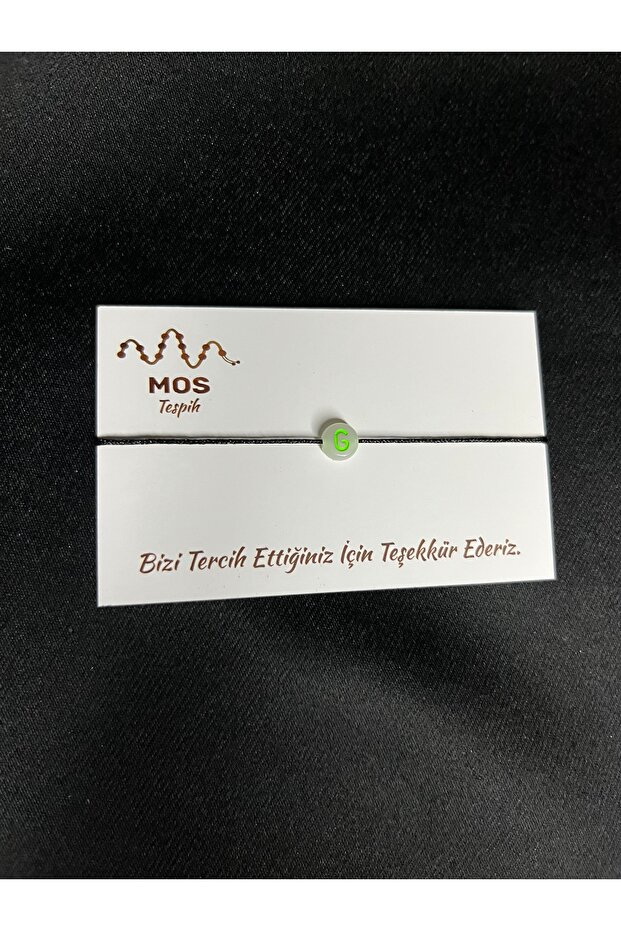 MOS
Tespih
G
Bizi Tercih Ettiğiniz İçin Teşekkür Ederiz.